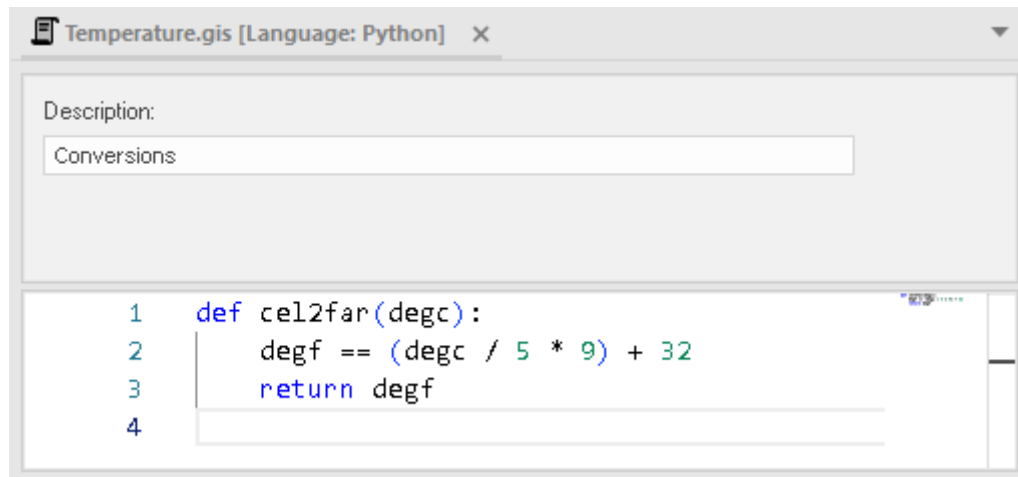 Temperature.gis [Language: Python] ×
Description:
Conversions
1 def cel2far(degc):
2 degf == (degc / 5 * 9) + 32
3 return degf
4